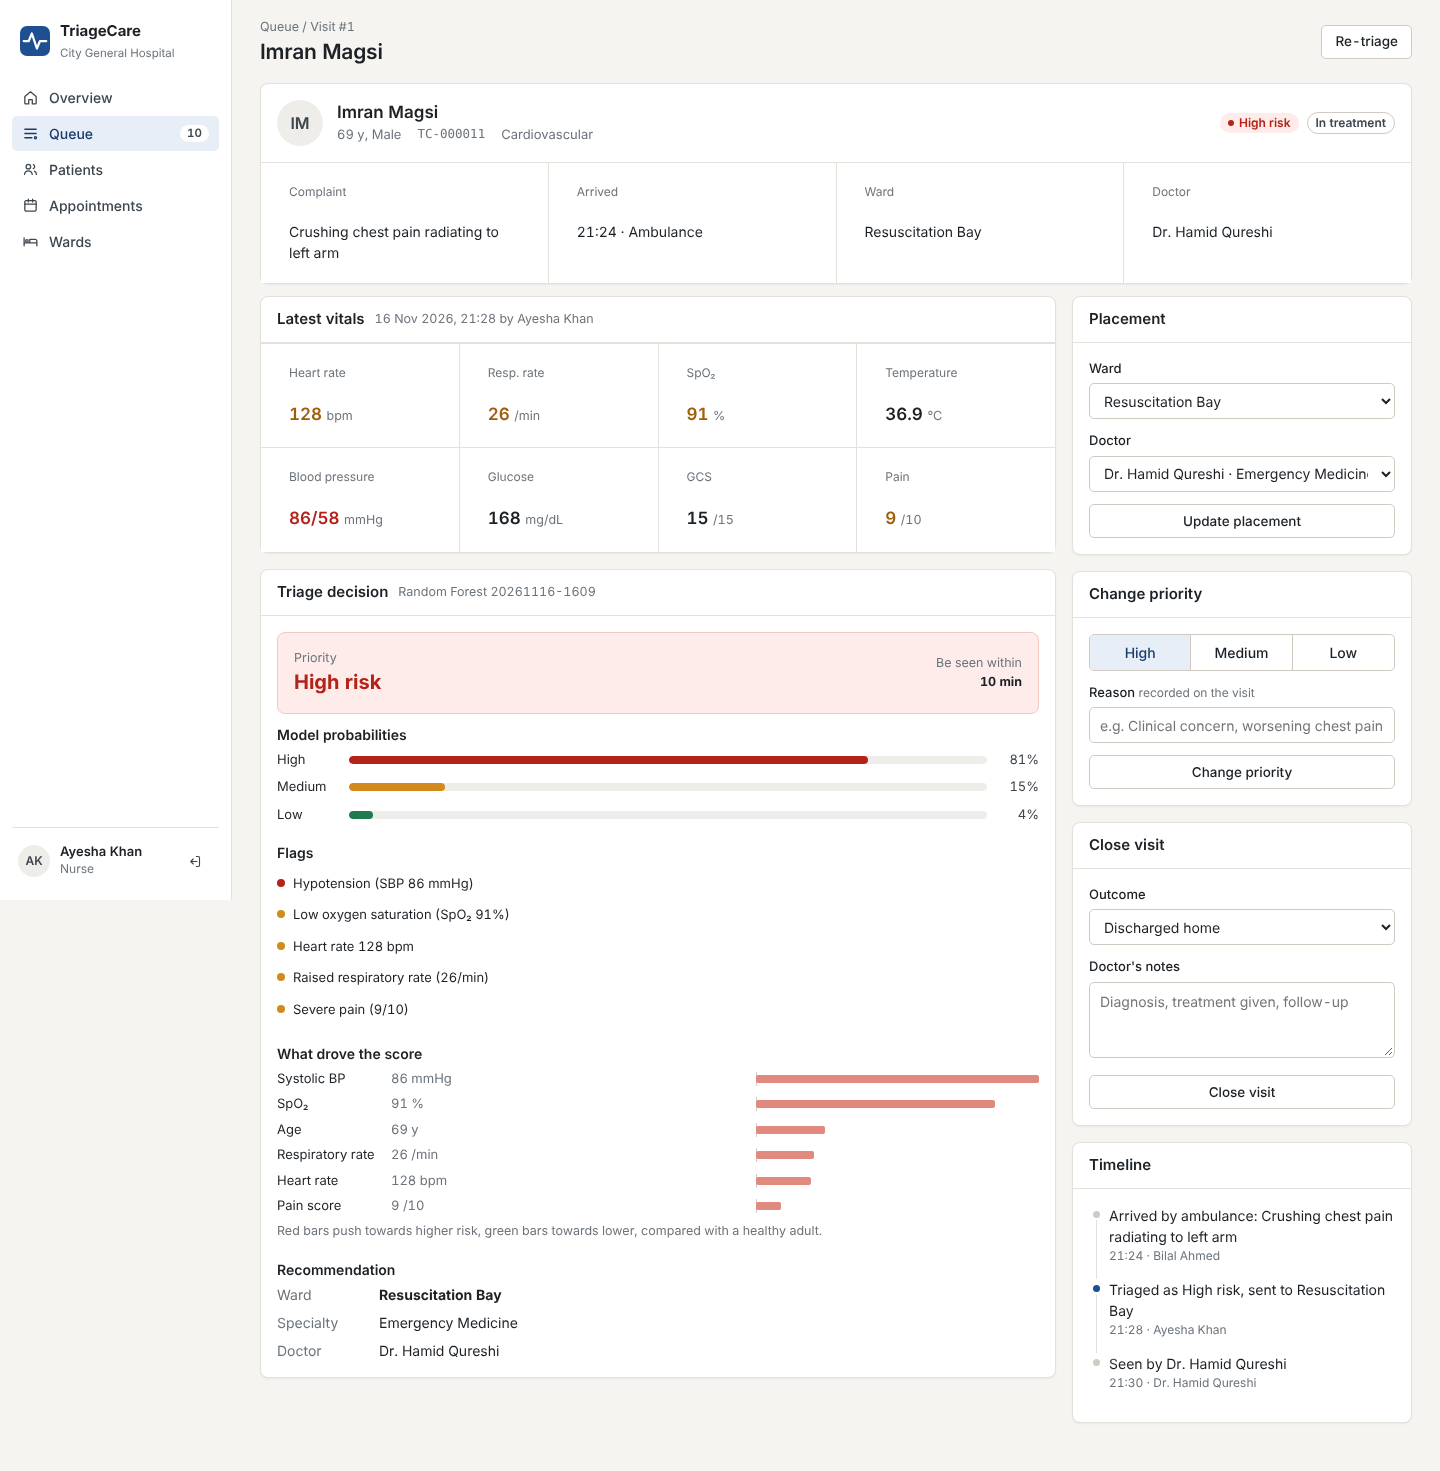 TriageCare
City General Hospital
Overview
Queue 10
Patients
Appointments
Wards
AK
Ayesha Khan
Nurse
Queue / Visit #1
Imran Magsi
Re-triage
IM
Imran Magsi
69 y, Male TC-000011 Cardiovascular
High risk In treatment
Complaint
Crushing chest pain radiating to
left arm
Arrived
21:24 · Ambulance
Ward
Resuscitation Bay
Doctor
Dr. Hamid Qureshi
Latest vitals 16 Nov 2026, 21:28 by Ayesha Khan
Heart rate
128 bpm
Resp. rate
26 /min
SpO₂
91 %
Temperature
36.9 °C
Blood pressure
86/58 mmHg
Glucose
168 mg/dL
GCS
15 /15
Pain
9 /10
Triage decision Random Forest 20261116-1609
Priority
High risk
Be seen within
10 min
Model probabilities
High 81%
Medium 15%
Low 4%
Flags
Hypotension (SBP 86 mmHg)
Low oxygen saturation (SpO₂ 91%)
Heart rate 128 bpm
Raised respiratory rate (26/min)
Severe pain (9/10)
What drove the score
Systolic BP 86 mmHg
SpO₂ 91 %
Age 69 y
Respiratory rate 26 /min
Heart rate 128 bpm
Pain score 9 /10
Red bars push towards higher risk, green bars towards lower, compared with a healthy adult.
Recommendation
Ward Resuscitation Bay
Specialty Emergency Medicine
Doctor Dr. Hamid Qureshi
Placement
Ward
Resuscitation Bay
Doctor
Dr. Hamid Qureshi · Emergency Medicine
Update placement
Change priority
High Medium Low
Reason recorded on the visit
e.g. Clinical concern, worsening chest pain
Change priority
Close visit
Outcome
Discharged home
Doctor's notes
Diagnosis, treatment given, follow-up
Close visit
Timeline
Arrived by ambulance: Crushing chest pain
radiating to left arm
21:24 · Bilal Ahmed
Triaged as High risk, sent to Resuscitation
Bay
21:28 · Ayesha Khan
Seen by Dr. Hamid Qureshi
21:30 · Dr. Hamid Qureshi